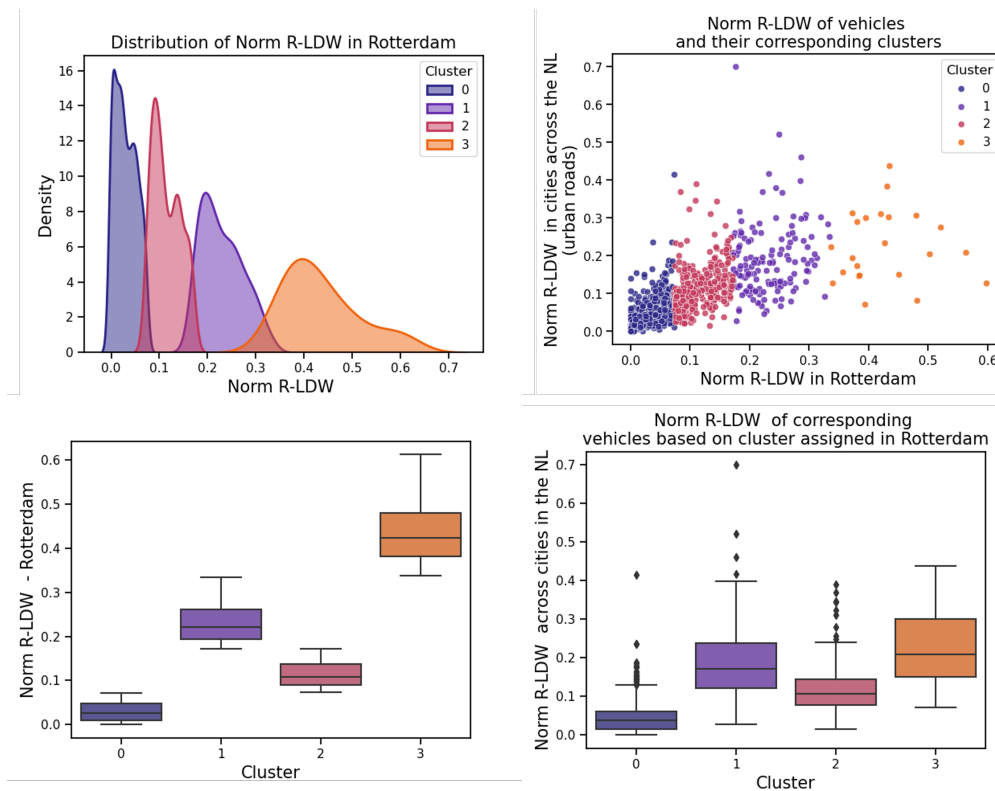 Distribution of Norm R-LDW in Rotterdam
Density
16
14
12
10
8
6
4
2
0
Cluster
0
1
2
3
0.0 0.1 0.2 0.3 0.4 0.5 0.6 0.7
Norm R-LDW
Norm R-LDW of vehicles
and their corresponding clusters
Norm R-LDW in cities across the NL
(urban roads)
0.7
0.6
0.5
0.4
0.3
0.2
0.1
0.0
Cluster
0
1
2
3
0.0 0.1 0.2 0.3 0.4 0.5 0.6
Norm R-LDW in Rotterdam
Norm R-LDW - Rotterdam
0.6
0.5
0.4
0.3
0.2
0.1
0.0
0 1 2 3
Cluster
Norm R-LDW of corresponding
vehicles based on cluster assigned in Rotterdam
Norm R-LDW across cities in the NL
0.7
0.6
0.5
0.4
0.3
0.2
0.1
0.0
0 1 2 3
Cluster